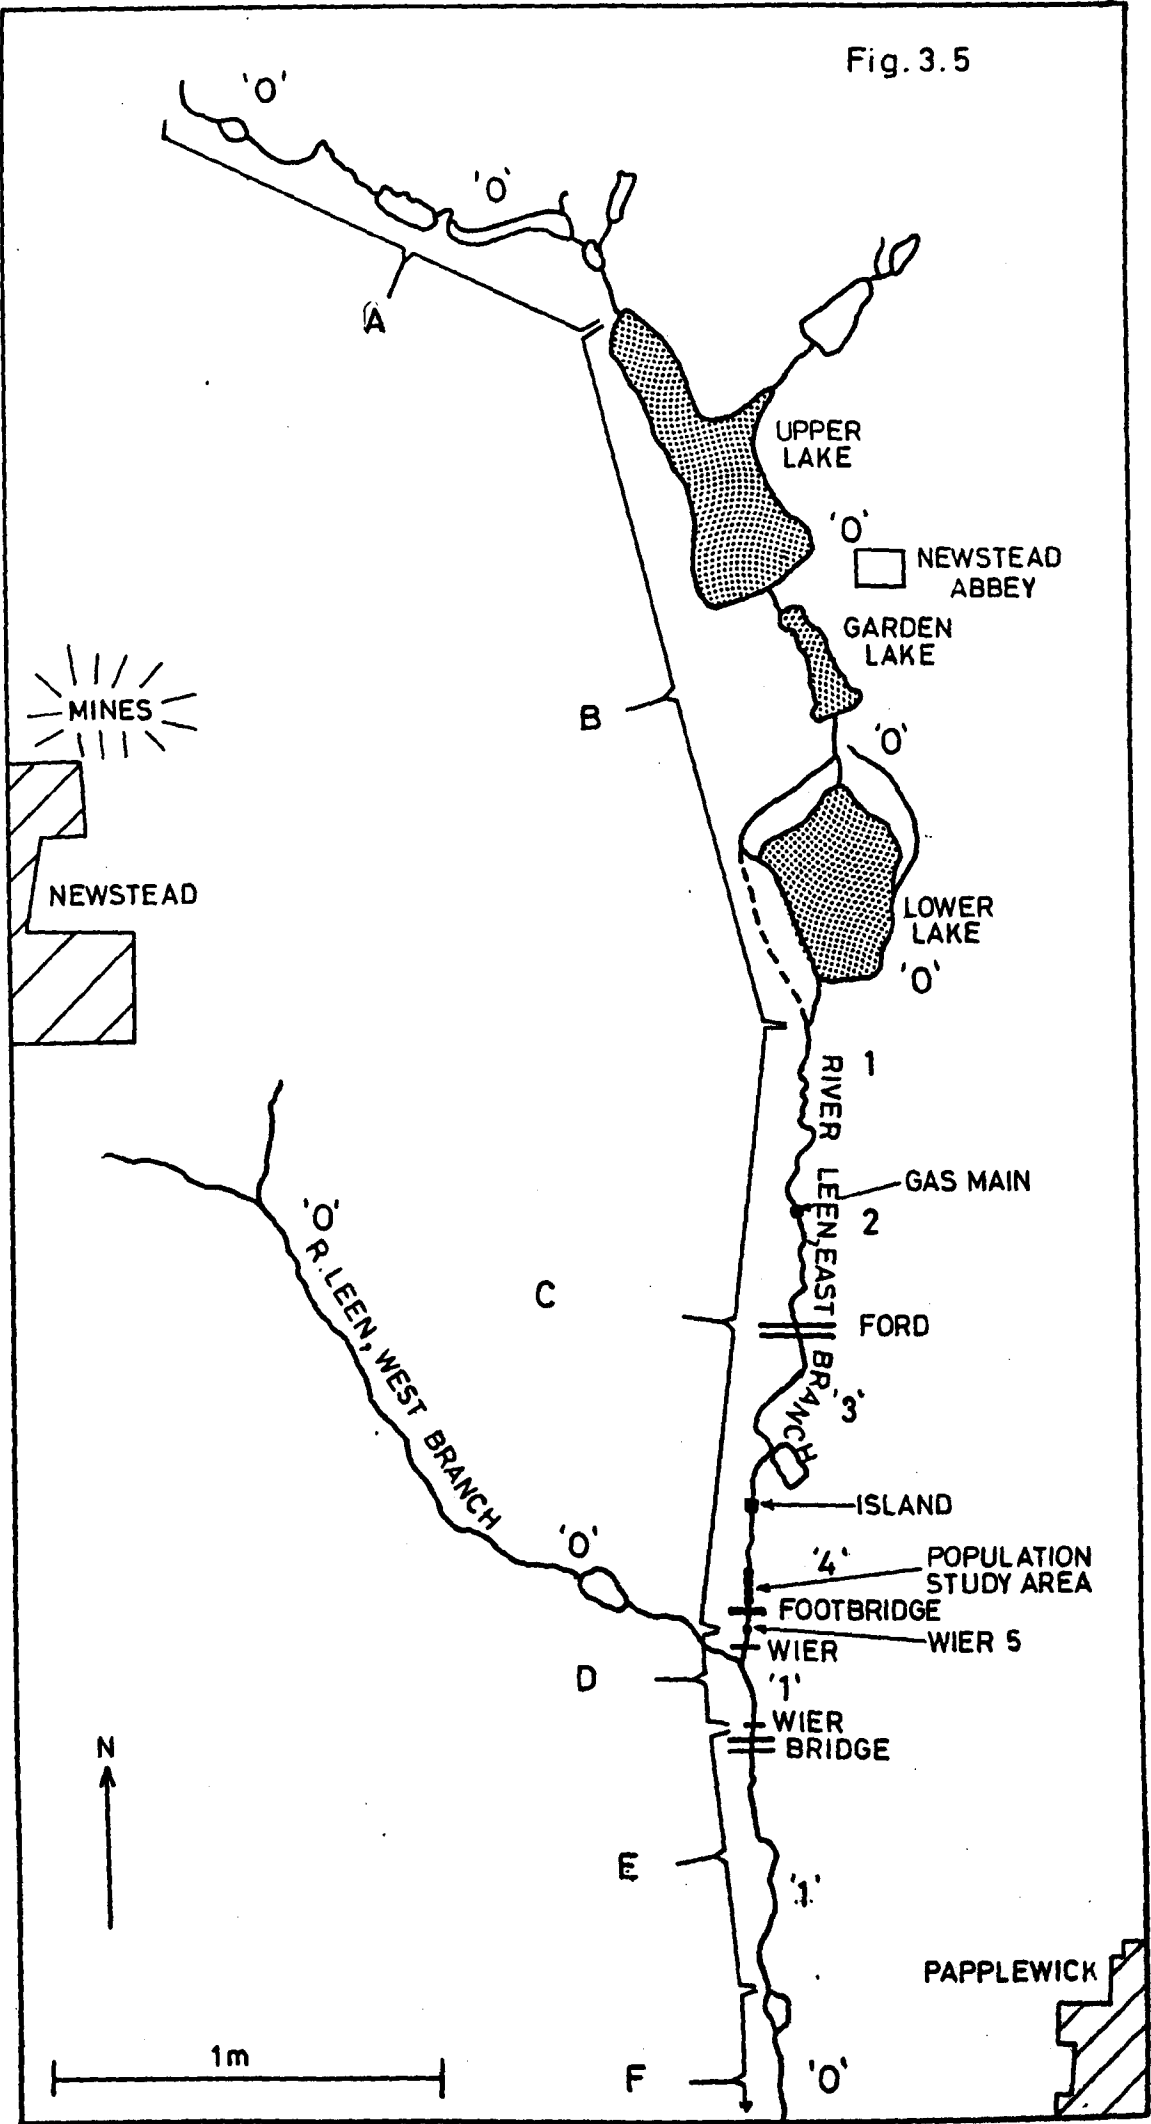 Fig. 3.5
'O'
'O'
A
UPPER
LAKE
'O'
NEWSTEAD
ABBEY
GARDEN
LAKE
MINES
B
'O'
NEWSTEAD
LOWER
LAKE
'O'
1
RIVER LEEN, EAST BRANCH
GAS MAIN
2
'O'
R. LEEN, WEST BRANCH
C
FORD
'3'
ISLAND
'O'
'4'
POPULATION
STUDY AREA
FOOTBRIDGE
WIER 5
WIER
D
'1'
WIER
BRIDGE
N
E
'1'
PAPPLEWICK
1m
F
'O'